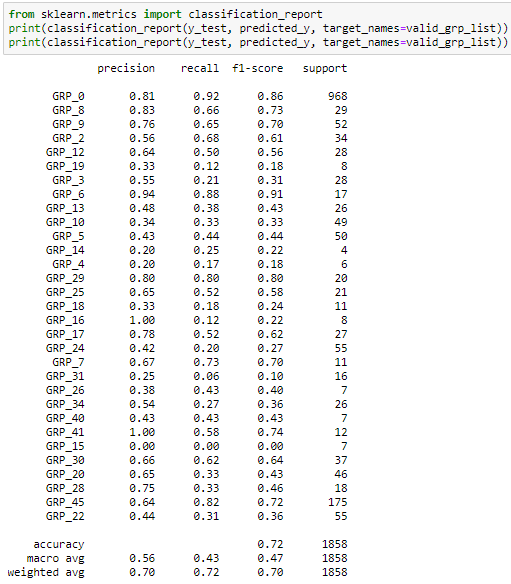 from sklearn.metrics import classification_report
print(classification_report(y_test, predicted_y, target_names=valid_grp_list))
print(classification_report(y_test, predicted_y, target_names=valid_grp_list))
precision recall f1-score support
GRP_0 0.81 0.92 0.86 968
GRP_8 0.83 0.66 0.73 29
GRP_9 0.76 0.65 0.70 52
GRP_2 0.56 0.68 0.61 34
GRP_12 0.64 0.50 0.56 28
GRP_19 0.33 0.12 0.18 8
GRP_3 0.55 0.21 0.31 28
GRP_6 0.94 0.88 0.91 17
GRP_13 0.48 0.38 0.43 26
GRP_10 0.34 0.33 0.33 49
GRP_5 0.43 0.44 0.44 50
GRP_14 0.20 0.25 0.22 4
GRP_4 0.20 0.17 0.18 6
GRP_29 0.80 0.80 0.80 20
GRP_25 0.65 0.52 0.58 21
GRP_18 0.33 0.18 0.24 11
GRP_16 1.00 0.12 0.22 8
GRP_17 0.78 0.52 0.62 27
GRP_24 0.42 0.20 0.27 55
GRP_7 0.67 0.73 0.70 11
GRP_31 0.25 0.06 0.10 16
GRP_26 0.38 0.43 0.40 7
GRP_34 0.54 0.27 0.36 26
GRP_40 0.43 0.43 0.43 7
GRP_41 1.00 0.58 0.74 12
GRP_15 0.00 0.00 0.00 7
GRP_30 0.66 0.62 0.64 37
GRP_20 0.65 0.33 0.43 46
GRP_28 0.75 0.33 0.46 18
GRP_45 0.64 0.82 0.72 175
GRP_22 0.44 0.31 0.36 55
accuracy 0.72 1858
macro avg 0.56 0.43 0.47 1858
weighted avg 0.70 0.72 0.70 1858